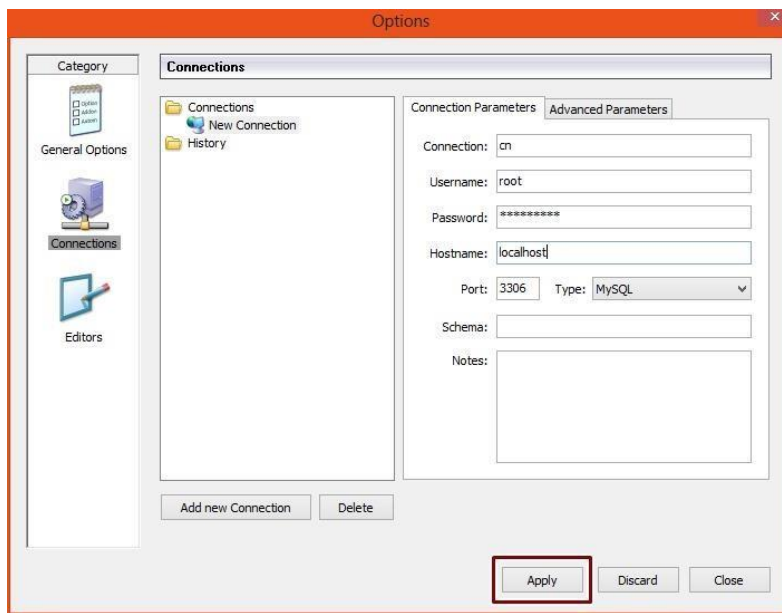 Options
Category
General Options
Connections
Editors
Connections
Connections
New Connection
History
Add new Connection
Delete
Connection Parameters
Advanced Parameters
Connection: cn
Username: root
Password: *********
Hostname: localhost
Port: 3306 Type: MySQL
Schema:
Notes:
Apply
Discard
Close